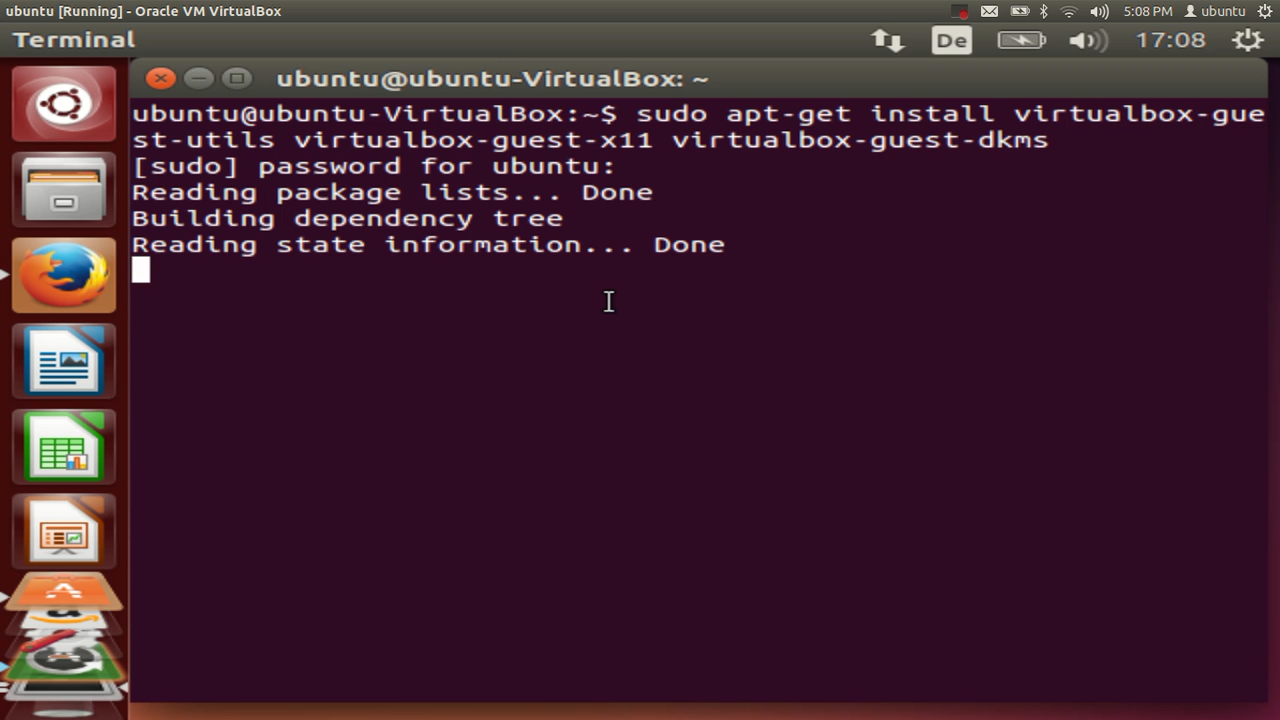 ubuntu [Running] - Oracle VM VirtualBox
5:08 PM
ubuntu
Terminal
De
17:08
ubuntu@ubuntu-VirtualBox: ~
ubuntu@ubuntu-VirtualBox:~$ sudo apt-get install virtualbox-gue
st-utils virtualbox-guest-x11 virtualbox-guest-dkms
[sudo] password for ubuntu:
Reading package lists... Done
Building dependency tree
Reading state information... Done